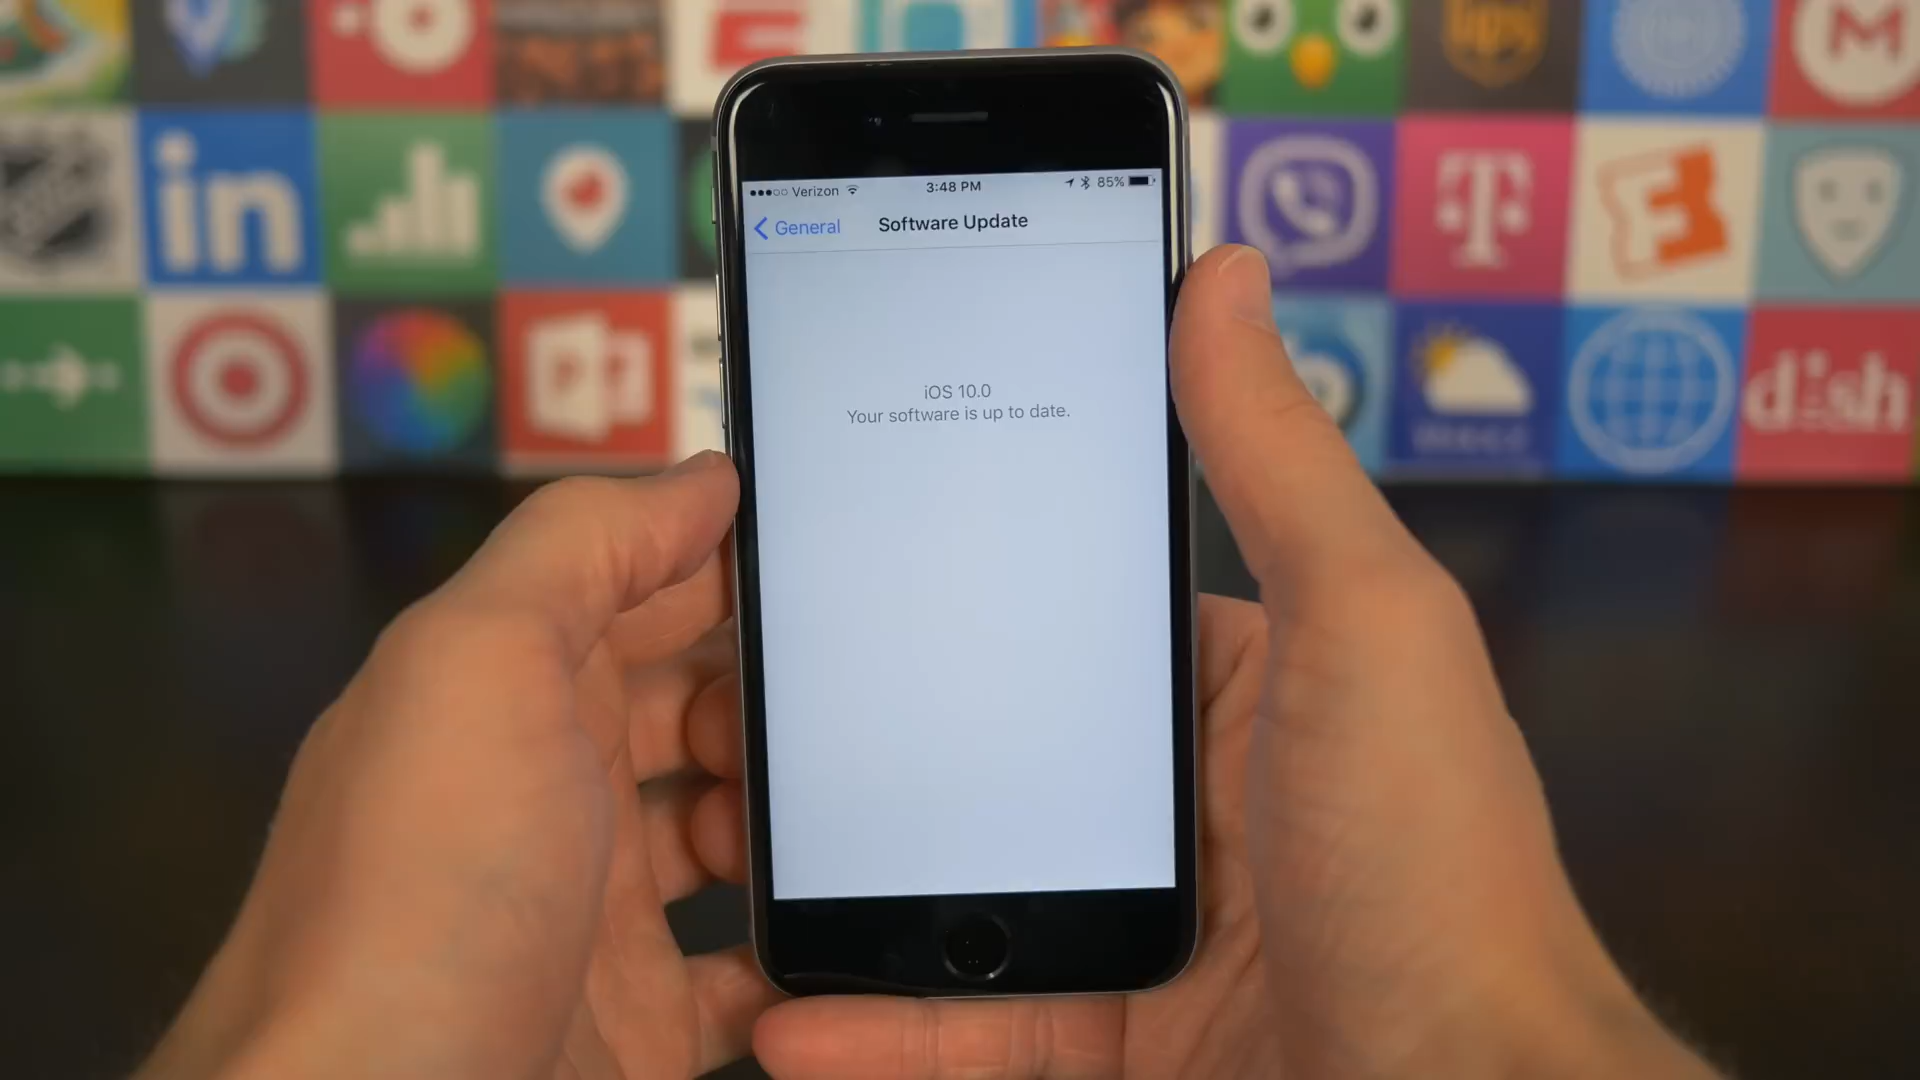 ups
M
in
T
F
P
dish
Verizon 3:48 PM 85%
General Software Update
iOS 10.0
Your software is up to date.